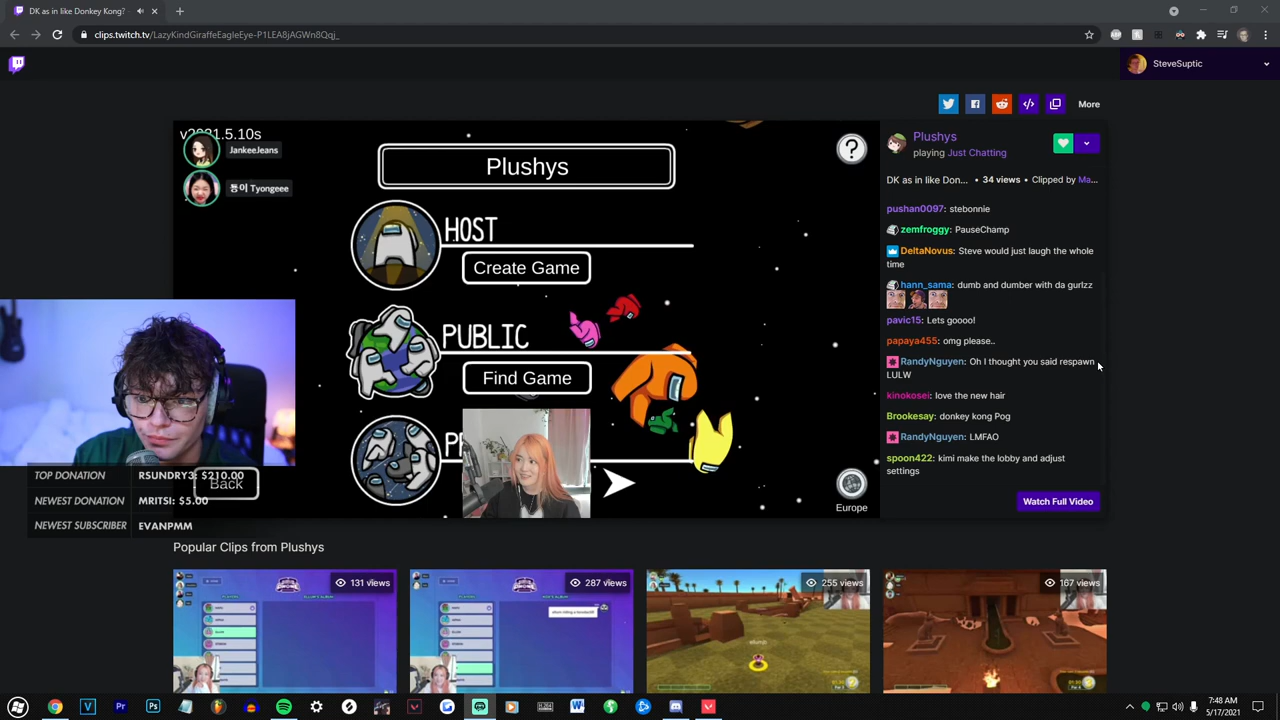 DK as in like Donkey Kong?
clips.twitch.tv/LazyKindGiraffeEagleEye-P1LEA8jAGWn8Qqj_
SteveSuptic
More
v2021.5.10s
JankeeJeans
둥이 Tyongeee
Plushys
HOST
Create Game
PUBLIC
Find Game
Back
Europe
TOP DONATION RSUNDRY3: $210.00
NEWEST DONATION MRITSI: $5.00
NEWEST SUBSCRIBER EVANPMM
Plushys
playing Just Chatting
DK as in like Don... • 34 views • Clipped by Ma...
pushan0097: stebonnie
zemfroggy: PauseChamp
DeltaNovus: Steve would just laugh the whole
time
hann_sama: dumb and dumber with da gurlzz
pavic15: Lets goooo!
papaya455: omg please..
RandyNguyen: Oh I thought you said respawn
LULW
kinokosei: love the new hair
Brookesay: donkey kong Pog
RandyNguyen: LMFAO
spoon422: kimi make the lobby and adjust
settings
Watch Full Video
Popular Clips from Plushys
131 views
287 views
255 views
167 views
7:48 AM
5/17/2021